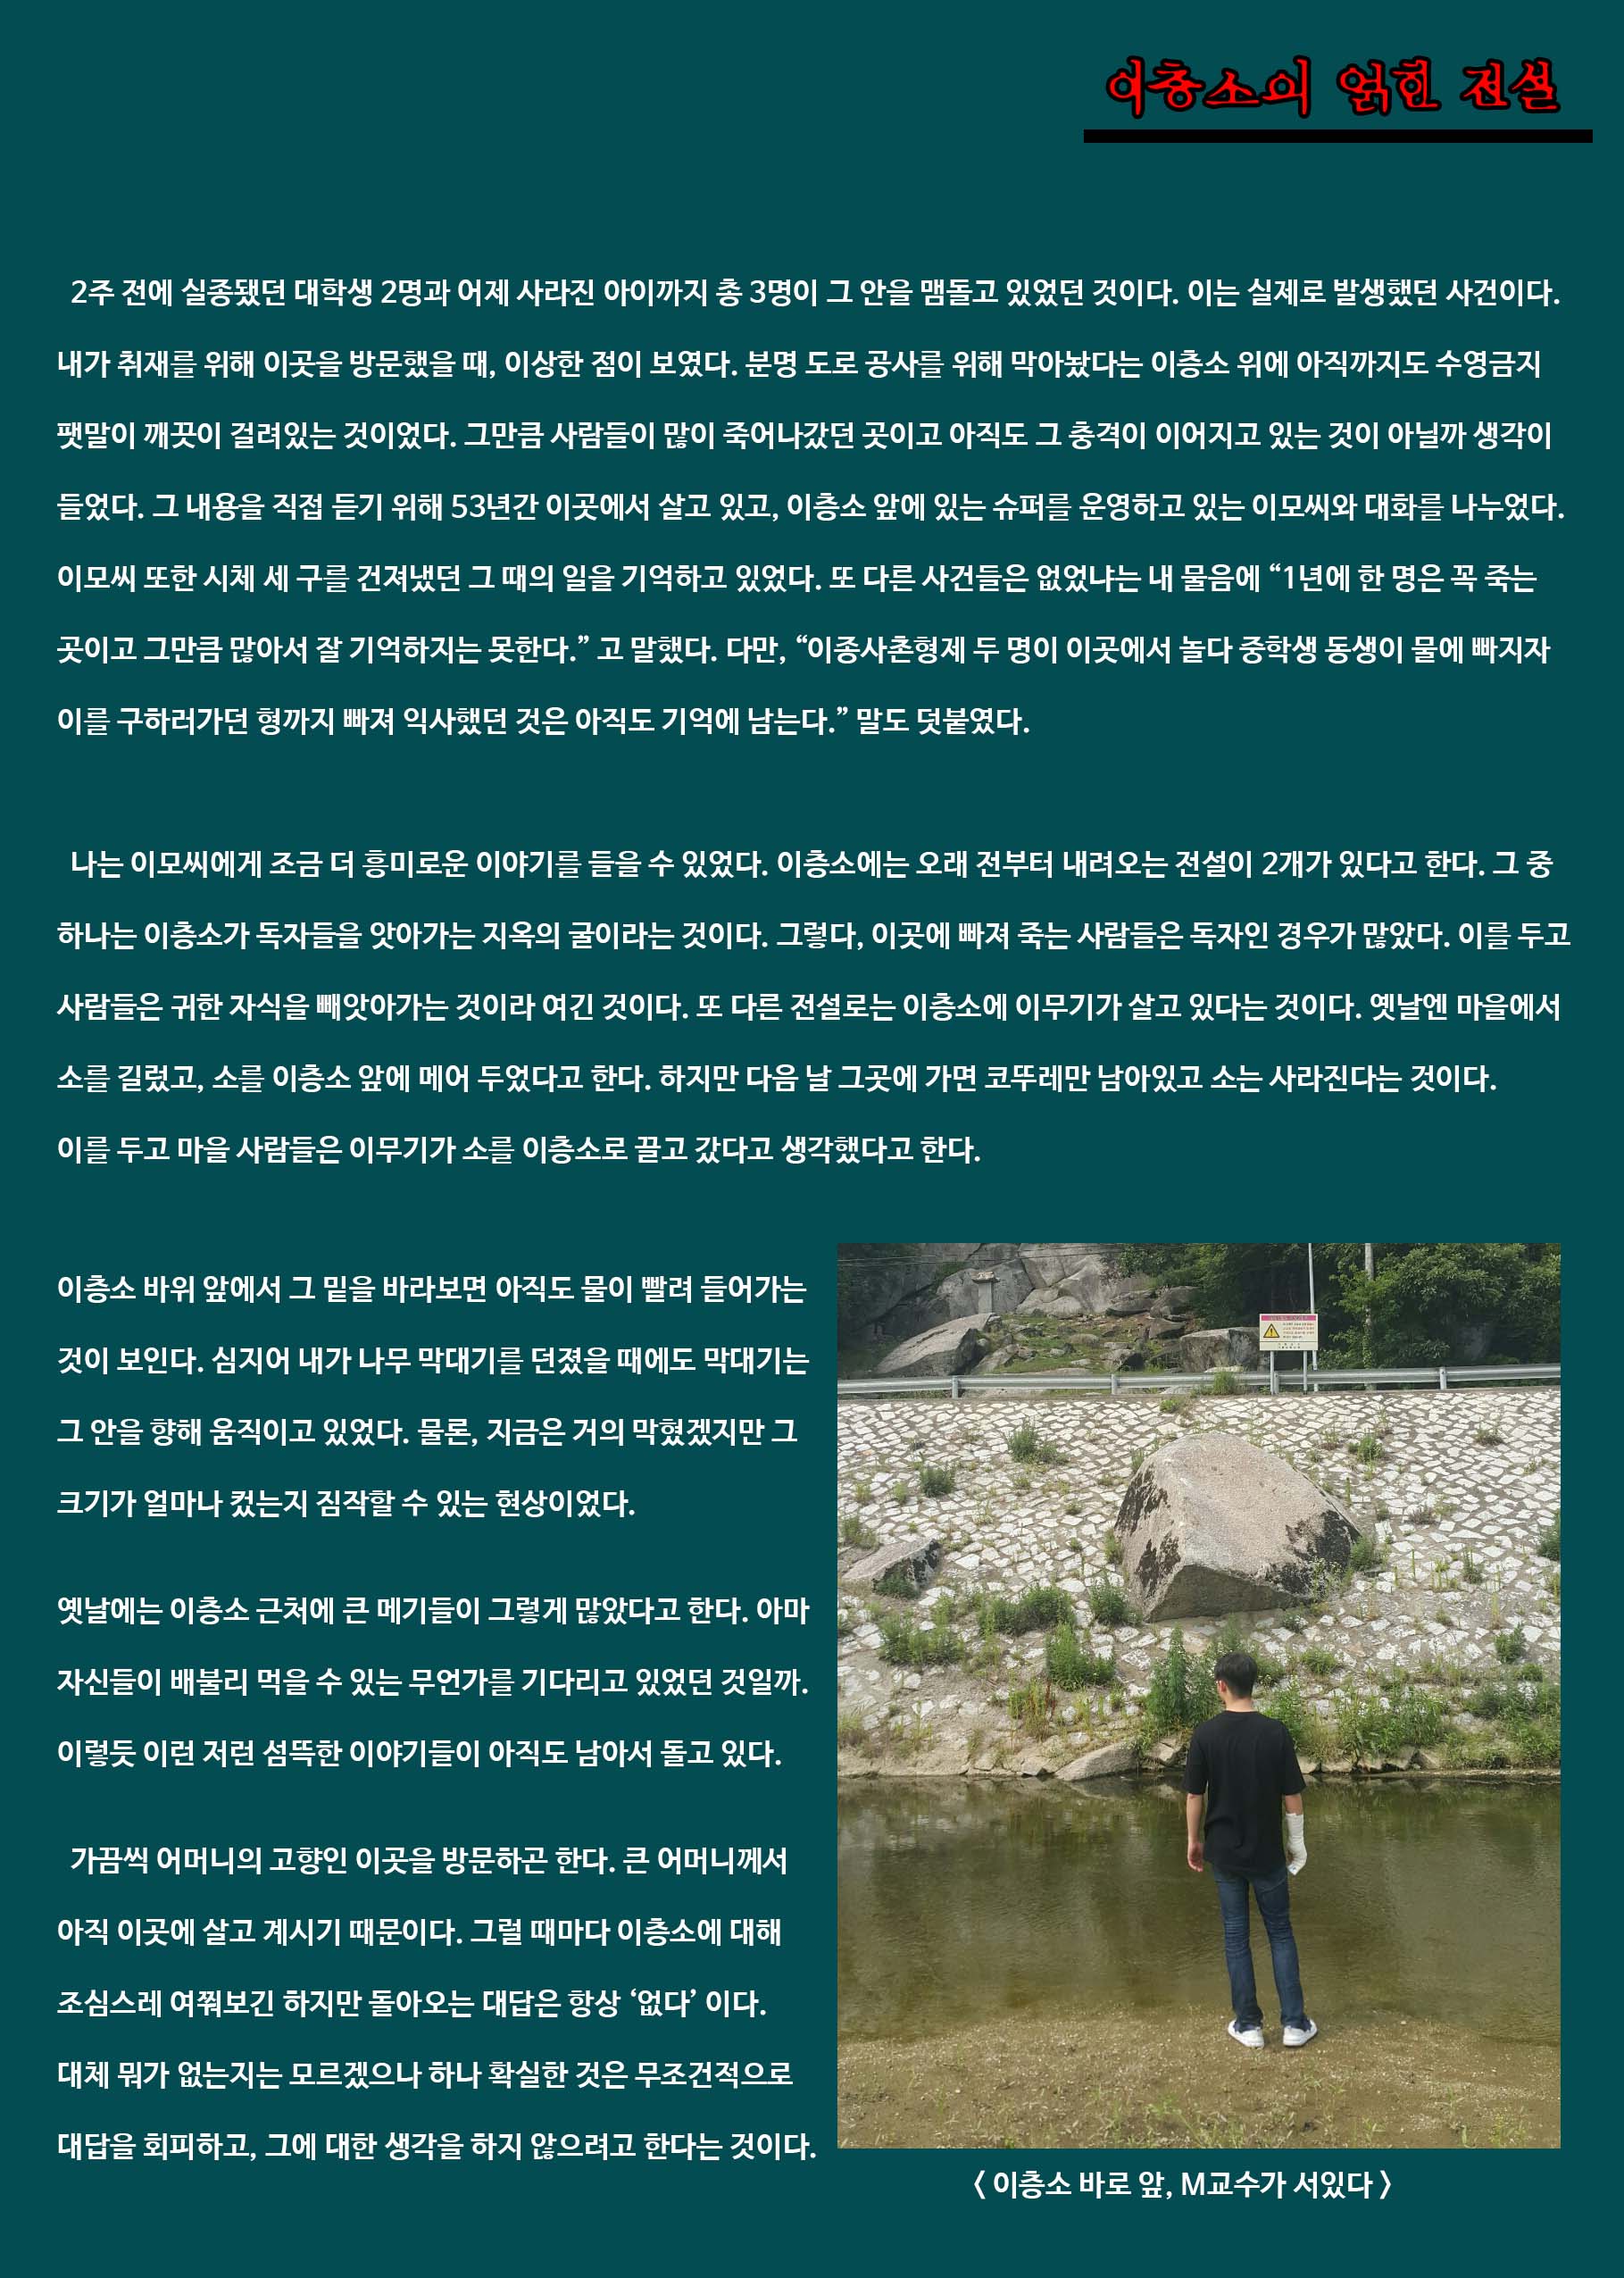 이층소의 얽힌 전설
2주 전에 실종됐던 대학생 2명과 어제 사라진 아이까지 총 3명이 그 안을 맴돌고 있었던 것이다. 이는 실제로 발생했던 사건이다.
내가 취재를 위해 이곳을 방문했을 때, 이상한 점이 보였다. 분명 도로 공사를 위해 막아놨다는 이층소 위에 아직까지도 수영금지
팻말이 깨끗이 걸려있는 것이었다. 그만큼 사람들이 많이 죽어나갔던 곳이고 아직도 그 충격이 이어지고 있는 것이 아닐까 생각이
들었다. 그 내용을 직접 듣기 위해 53년간 이곳에서 살고 있고, 이층소 앞에 있는 슈퍼를 운영하고 있는 이모씨와 대화를 나누었다.
이모씨 또한 시체 세 구를 건져냈던 그 때의 일을 기억하고 있었다. 또 다른 사건들은 없었냐는 내 물음에 “1년에 한 명은 꼭 죽는
곳이고 그만큼 많아서 잘 기억하지는 못한다.” 고 말했다. 다만, “이종사촌형제 두 명이 이곳에서 놀다 중학생 동생이 물에 빠지자
이를 구하러가던 형까지 빠져 익사했던 것은 아직도 기억에 남는다.” 말도 덧붙였다.
나는 이모씨에게 조금 더 흥미로운 이야기를 들을 수 있었다. 이층소에는 오래 전부터 내려오는 전설이 2개가 있다고 한다. 그 중
하나는 이층소가 독자들을 앗아가는 지옥의 굴이라는 것이다. 그렇다, 이곳에 빠져 죽는 사람들은 독자인 경우가 많았다. 이를 두고
사람들은 귀한 자식을 빼앗아가는 것이라 여긴 것이다. 또 다른 전설로는 이층소에 이무기가 살고 있다는 것이다. 옛날엔 마을에서
소를 길렀고, 소를 이층소 앞에 메어 두었다고 한다. 하지만 다음 날 그곳에 가면 코뚜레만 남아있고 소는 사라진다는 것이다.
이를 두고 마을 사람들은 이무기가 소를 이층소로 끌고 갔다고 생각했다고 한다.
이층소 바위 앞에서 그 밑을 바라보면 아직도 물이 빨려 들어가는
것이 보인다. 심지어 내가 나무 막대기를 던졌을 때에도 막대기는
그 안을 향해 움직이고 있었다. 물론, 지금은 거의 막혔겠지만 그
크기가 얼마나 컸는지 짐작할 수 있는 현상이었다.
옛날에는 이층소 근처에 큰 메기들이 그렇게 많았다고 한다. 아마
자신들이 배불리 먹을 수 있는 무언가를 기다리고 있었던 것일까.
이렇듯 이런 저런 섬뜩한 이야기들이 아직도 남아서 돌고 있다.
가끔씩 어머니의 고향인 이곳을 방문하곤 한다. 큰 어머니께서
아직 이곳에 살고 계시기 때문이다. 그럴 때마다 이층소에 대해
조심스레 여쭤보긴 하지만 돌아오는 대답은 항상 ‘없다’ 이다.
대체 뭐가 없는지는 모르겠으나 하나 확실한 것은 무조건적으로
대답을 회피하고, 그에 대한 생각을 하지 않으려고 한다는 것이다.
< 이층소 바로 앞, M교수가 서있다 >